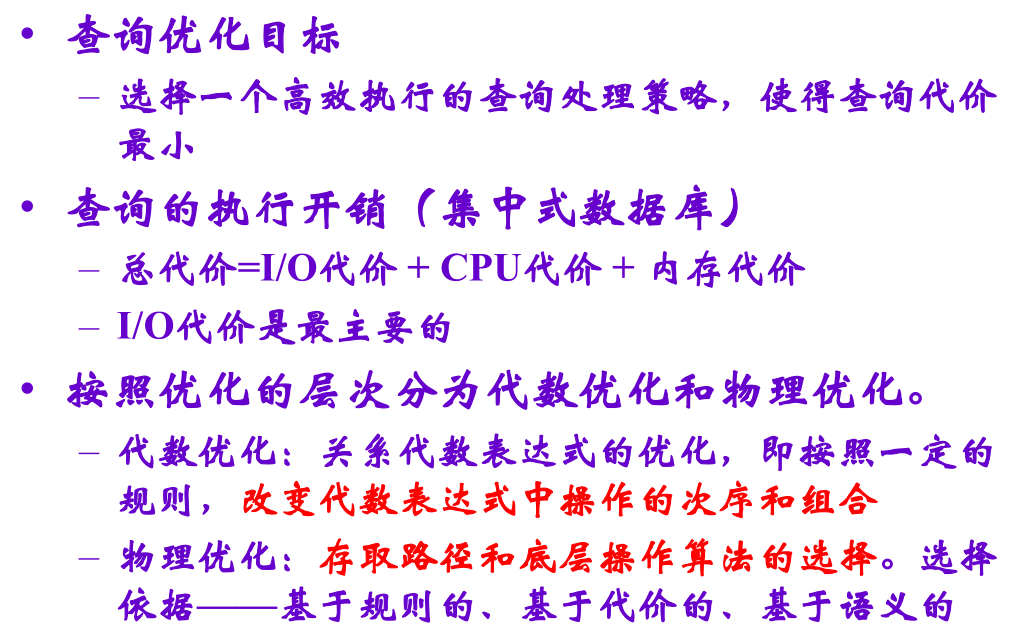 • 查询优化目标
– 选择一个高效执行的查询处理策略，使得查询代价
最小
• 查询的执行开销（集中式数据库）
– 总代价=I/O代价 + CPU代价 + 内存代价
– I/O代价是最主要的
• 按照优化的层次分为代数优化和物理优化。
– 代数优化：关系代数表达式的优化，即按照一定的
规则，改变代数表达式中操作的次序和组合
– 物理优化：存取路径和底层操作算法的选择。选择
依据——基于规则的、基于代价的、基于语义的